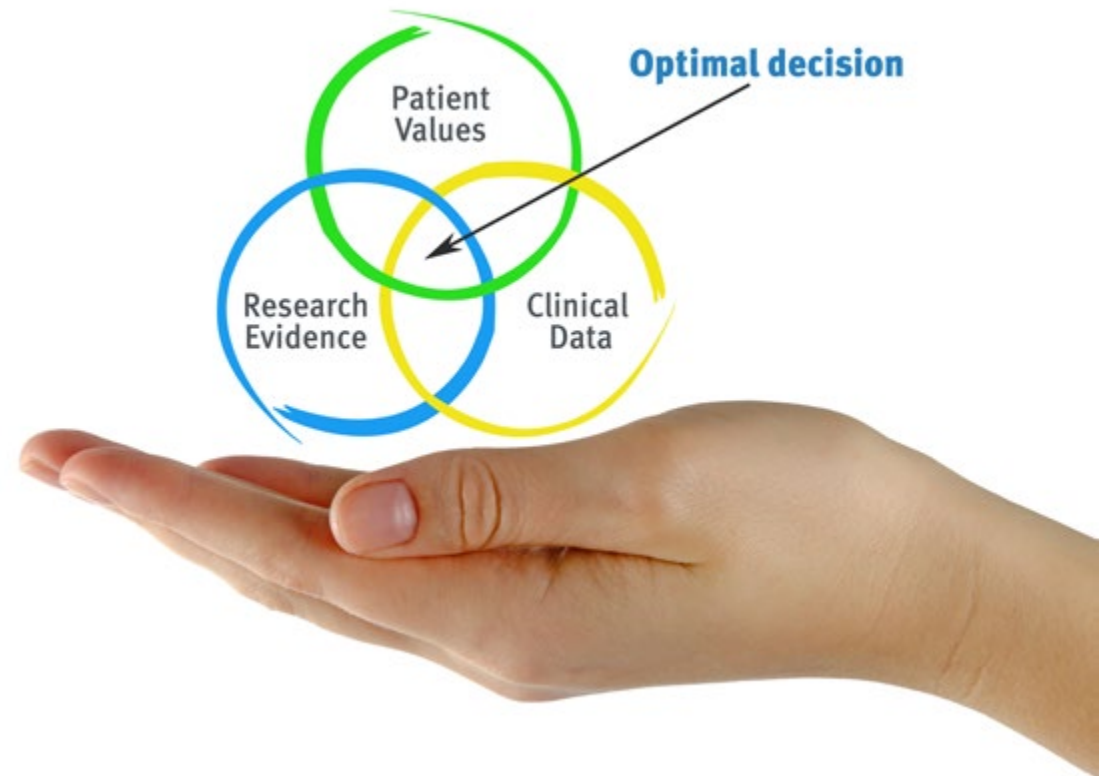 Optimal decision
Patient
Values
Research
Evidence
Clinical
Data